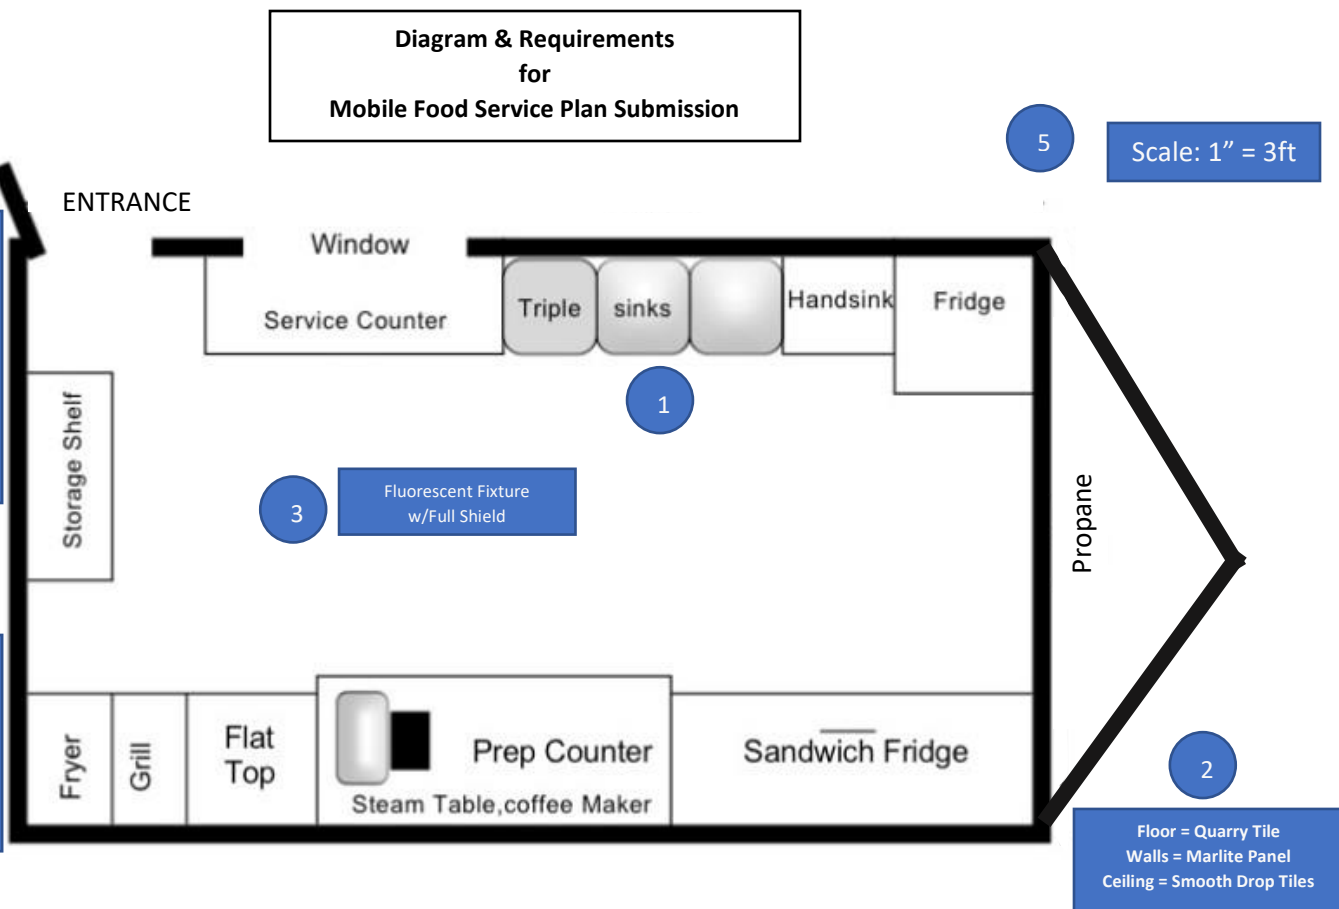 Diagram & Requirements
for
Mobile Food Service Plan Submission
5
Scale: 1” = 3ft
ENTRANCE
Window
Service Counter
Triple
sinks
Handsink
Fridge
1
Storage Shelf
3
Fluorescent Fixture
w/Full Shield
Propane
Fryer
Grill
Flat
Top
Prep Counter
Steam Table,coffee Maker
Sandwich Fridge
2
Floor = Quarry Tile
Walls = Marlite Panel
Ceiling = Smooth Drop Tiles